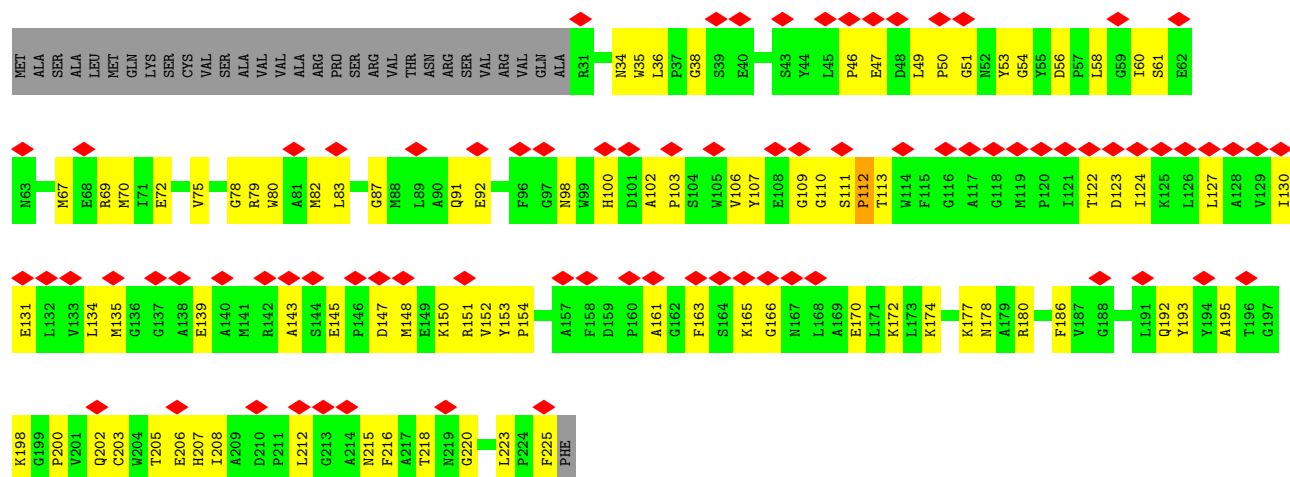 MET ALA SER ALA LEU MET GLN LYS SER CYS VAL SER ALA VAL VAL ALA ARG PRO SER ARG VAL THR ASN ARG SER VAL ARG VAL GLN ALA R31 N34 W35 L36 P37 G38 S39 E40 S43 Y44 L45 P46 E47 D48 L49 P50 G51 N52 Y53 G54 Y55 D56 P57 L58 G59 I60 S61 E62
N63 M67 E68 R69 M70 I71 E72 V75 G78 R79 W80 A81 M82 L83 G87 M88 L89 A90 Q91 E92 F96 G97 N98 W99 H100 D101 A102 P103 S104 W105 V106 Y107 E108 G109 G110 S111 P112 T113 W114 F115 G116 A117 G118 M119 P120 I121 T122 D123 I124 K125 L126 L127 A128 V129 I130
E131 L132 V133 L134 M135 G136 G137 A138 E139 A140 M141 R142 A143 S144 E145 P146 D147 M148 E149 K150 R151 V152 Y153 P154 A157 F158 D159 P160 A161 G162 F163 S164 K165 G166 N167 L168 A169 E170 L171 K172 L173 K174 K177 N178 A179 R180 F186 V187 G188 L191 Q192 Y193 Y194 A195 T196 G197
K198 G199 P200 V201 Q202 C203 W204 T205 E206 H207 I208 A209 D210 P211 L212 G213 A214 N215 F216 A217 T218 N219 G220 L223 P224 F225 PHE